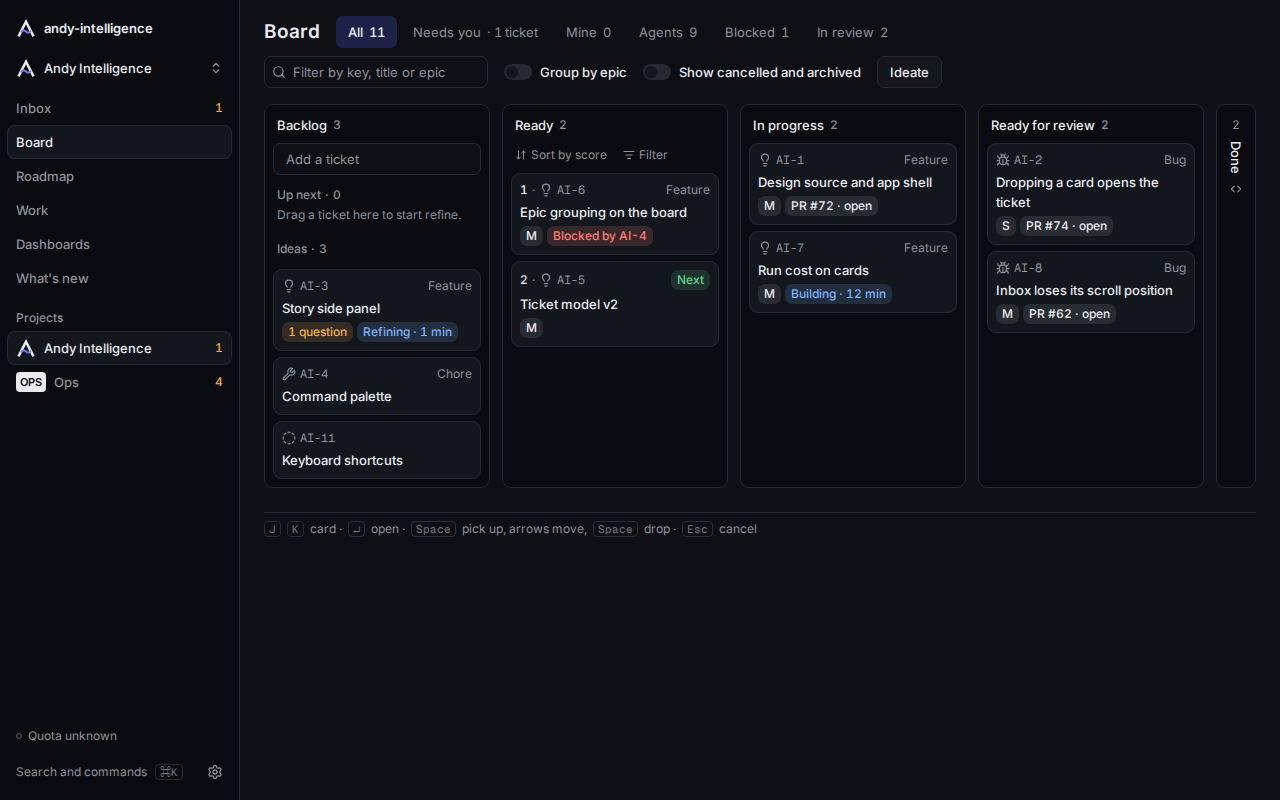 andy-intelligence
Andy Intelligence
Inbox 1
Board
Roadmap
Work
Dashboards
What's new
Projects
Andy Intelligence 1
OPS Ops 4
Quota unknown
Search and commands ⌘K
Board All 11 Needs you · 1 ticket Mine 0 Agents 9 Blocked 1 In review 2
Filter by key, title or epic Group by epic Show cancelled and archived Ideate
Backlog 3
Add a ticket
Up next · 0
Drag a ticket here to start refine.
Ideas · 3
AI-3 Feature
Story side panel
1 question Refining · 1 min
AI-4 Chore
Command palette
AI-11
Keyboard shortcuts
Ready 2
Sort by score Filter
1 · AI-6 Feature
Epic grouping on the board
M Blocked by AI-4
2 · AI-5 Next
Ticket model v2
M
In progress 2
AI-1 Feature
Design source and app shell
M PR #72 · open
AI-7 Feature
Run cost on cards
M Building · 12 min
Ready for review 2
AI-2 Bug
Dropping a card opens the
ticket
S PR #74 · open
AI-8 Bug
Inbox loses its scroll position
M PR #62 · open
2
Done
J K card · ↵ open · Space pick up, arrows move, Space drop · Esc cancel